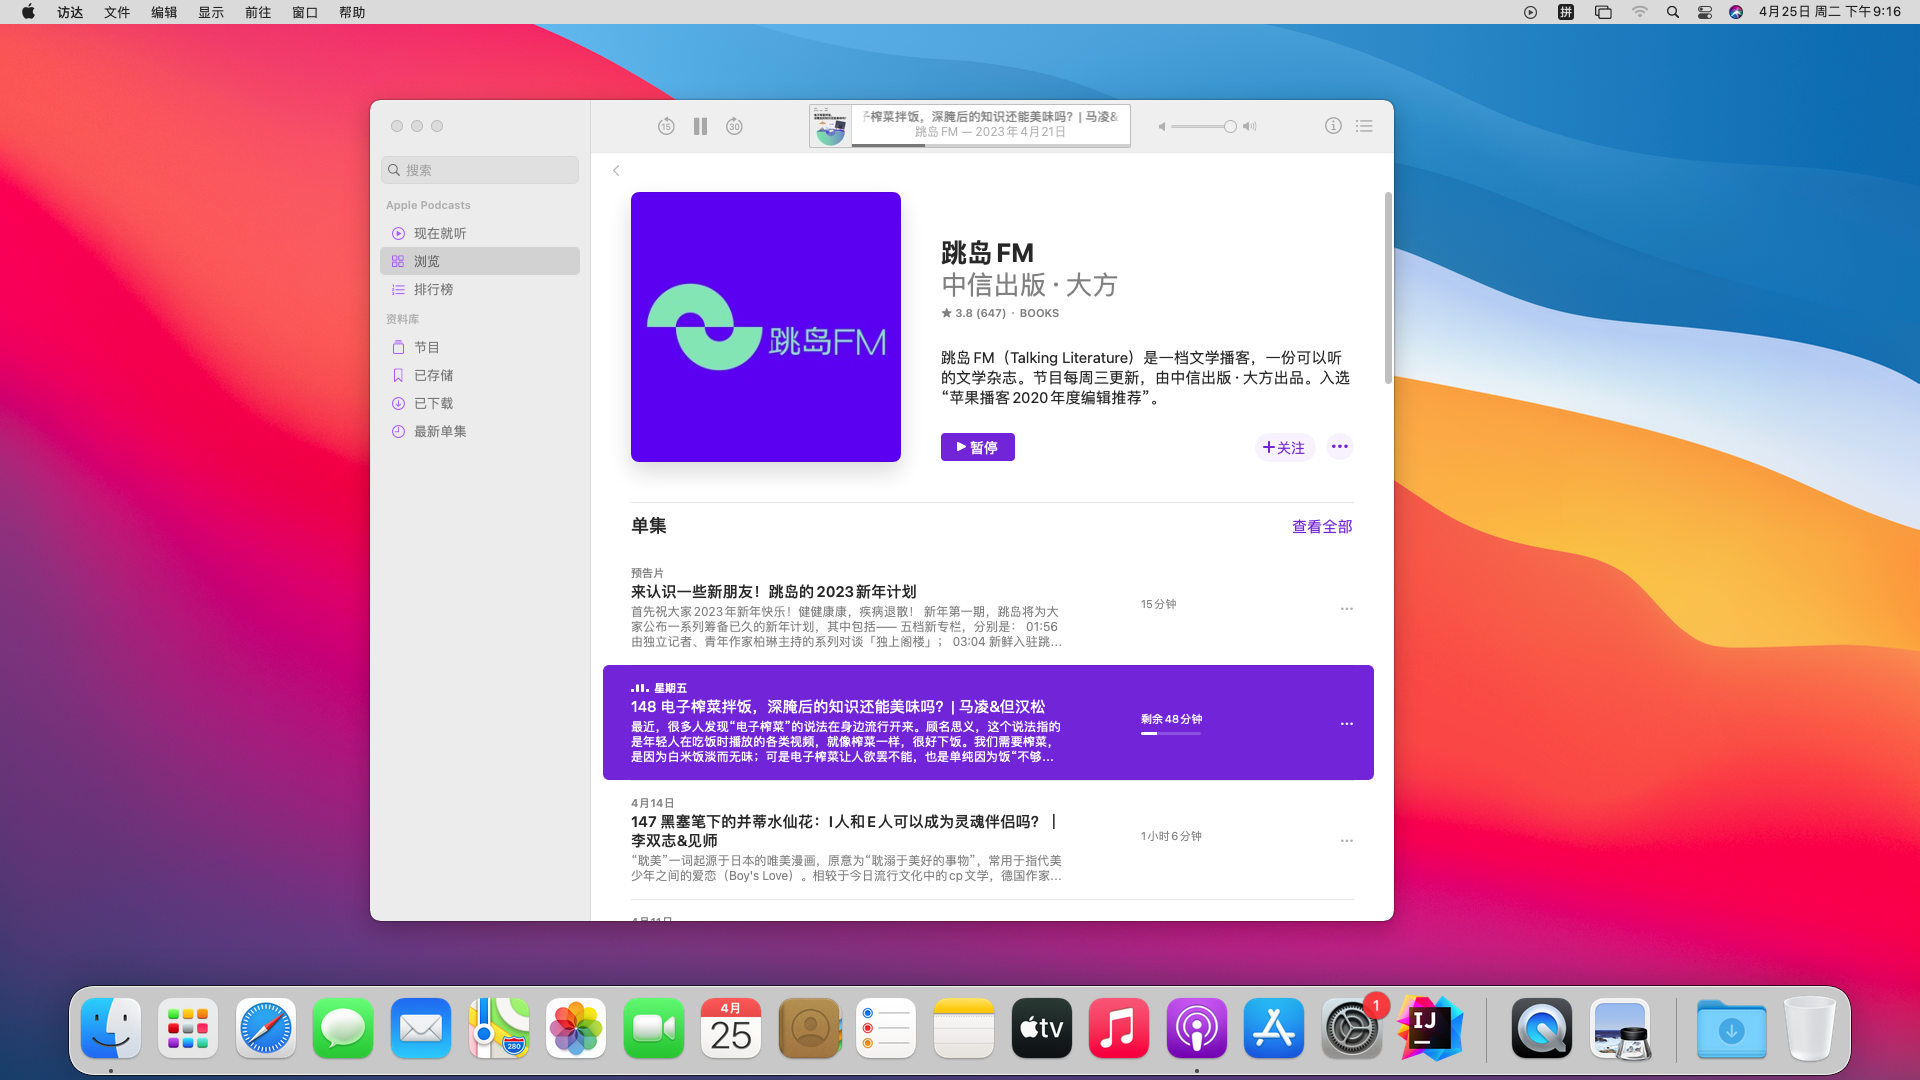 访达 文件 编辑 显示 前往 窗口 帮助
拼
4月25日 周二 下午9:16
15
30
子榨菜拌饭，深腌后的知识还能美味吗？| 马凌&
跳岛 FM — 2023年4月21日
搜索
Apple Podcasts
现在就听
浏览
排行榜
资料库
节目
已存储
已下载
最新单集
跳岛FM
跳岛 FM
中信出版 · 大方
★ 3.8 (647) · BOOKS
跳岛 FM（Talking Literature）是一档文学播客，一份可以听
的文学杂志。节目每周三更新，由中信出版 · 大方出品。入选
“苹果播客 2020 年度编辑推荐”。
暂停
+关注
单集
查看全部
预告片
来认识一些新朋友！跳岛的 2023 新年计划
首先祝大家2023年新年快乐！健健康康，疾病退散！ 新年第一期，跳岛将为大
家公布一系列筹备已久的新年计划，其中包括—— 五档新专栏，分别是： 01:56
由独立记者、青年作家柏琳主持的系列对谈「独上阁楼」； 03:04 新鲜入驻跳...
15分钟
星期五
148 电子榨菜拌饭，深腌后的知识还能美味吗？| 马凌&但汉松
最近，很多人发现“电子榨菜”的说法在身边流行开来。顾名思义，这个说法指的
是年轻人在吃饭时播放的各类视频，就像榨菜一样，很好下饭。我们需要榨菜，
是因为白米饭淡而无味；可是电子榨菜让人欲罢不能，也是单纯因为饭“不够...
剩余48分钟
4月14日
147 黑塞笔下的并蒂水仙花：I人和E人可以成为灵魂伴侣吗？ |
李双志&见师
“耽美”一词起源于日本的唯美漫画，原意为“耽溺于美好的事物”，常用于指代美
少年之间的爱恋（Boy's Love）。相较于今日流行文化中的cp文学，德国作家...
1小时6分钟
4月11日
280
4月
25
tv
1
IJ